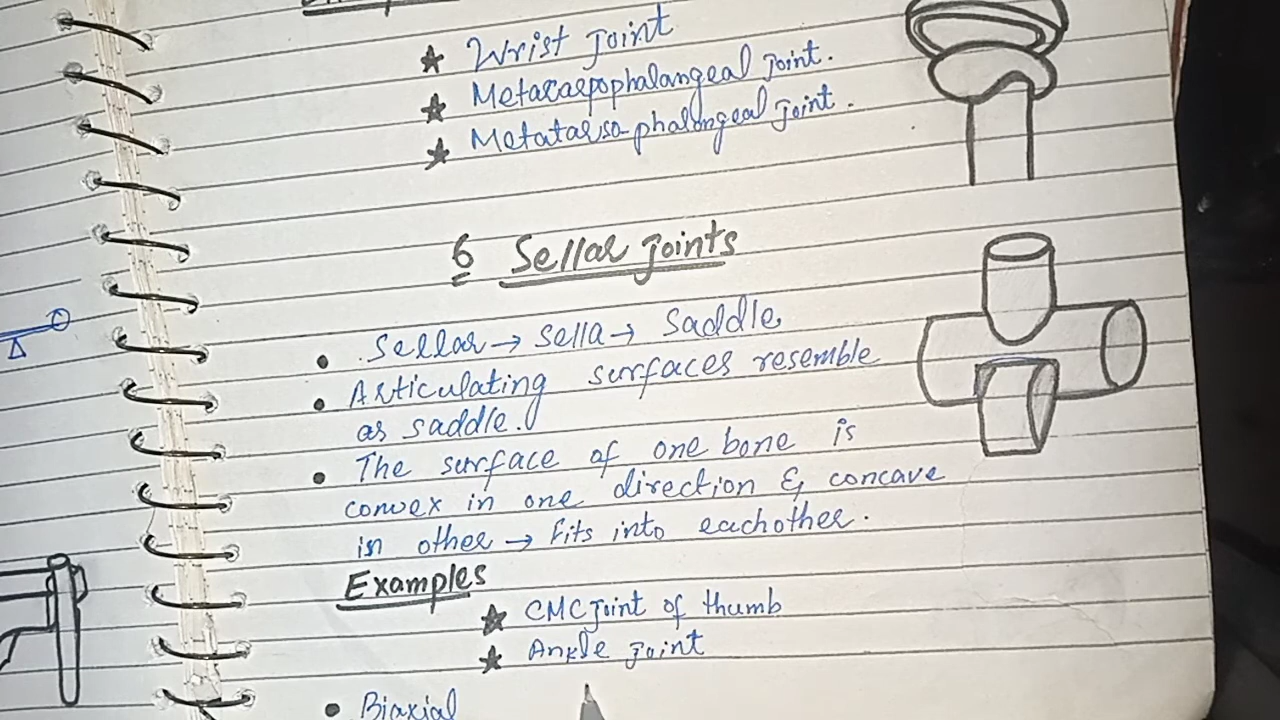 ★ Wrist joint
★ Metacarpophalangeal joint.
★ Metatarso phalongeal joint.
6 Sellar joints
• Sellar → Sella → Saddle
• Articulating surfaces resemble
as saddle.
• The surface of one bone is
convex in one direction & concave
in other → fits into eachother.
Examples
★ CMC joint of thumb
★ Ankle joint
• Biaxial